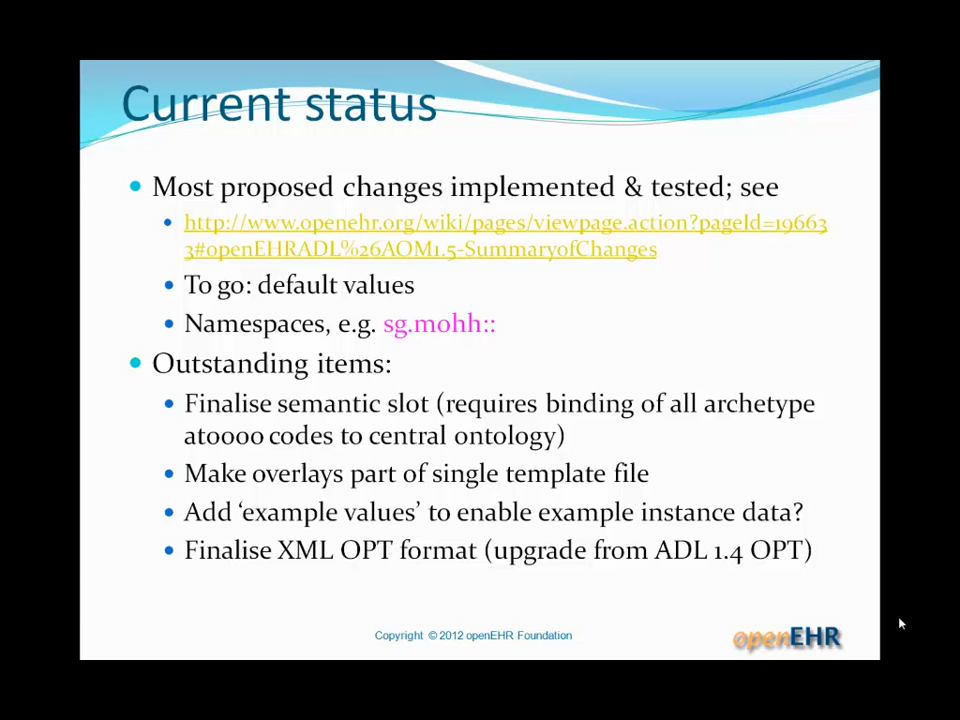 Current status
Most proposed changes implemented & tested; see
http://www.openehr.org/wiki/pages/viewpage.action?pageId=19663
3#openEHRADL%26AOM1.5-SummaryofChanges
To go: default values
Namespaces, e.g. sg.mohh::
Outstanding items:
Finalise semantic slot (requires binding of all archetype
at0000 codes to central ontology)
Make overlays part of single template file
Add ‘example values’ to enable example instance data?
Finalise XML OPT format (upgrade from ADL 1.4 OPT)
Copyright © 2012 openEHR Foundation
openEHR